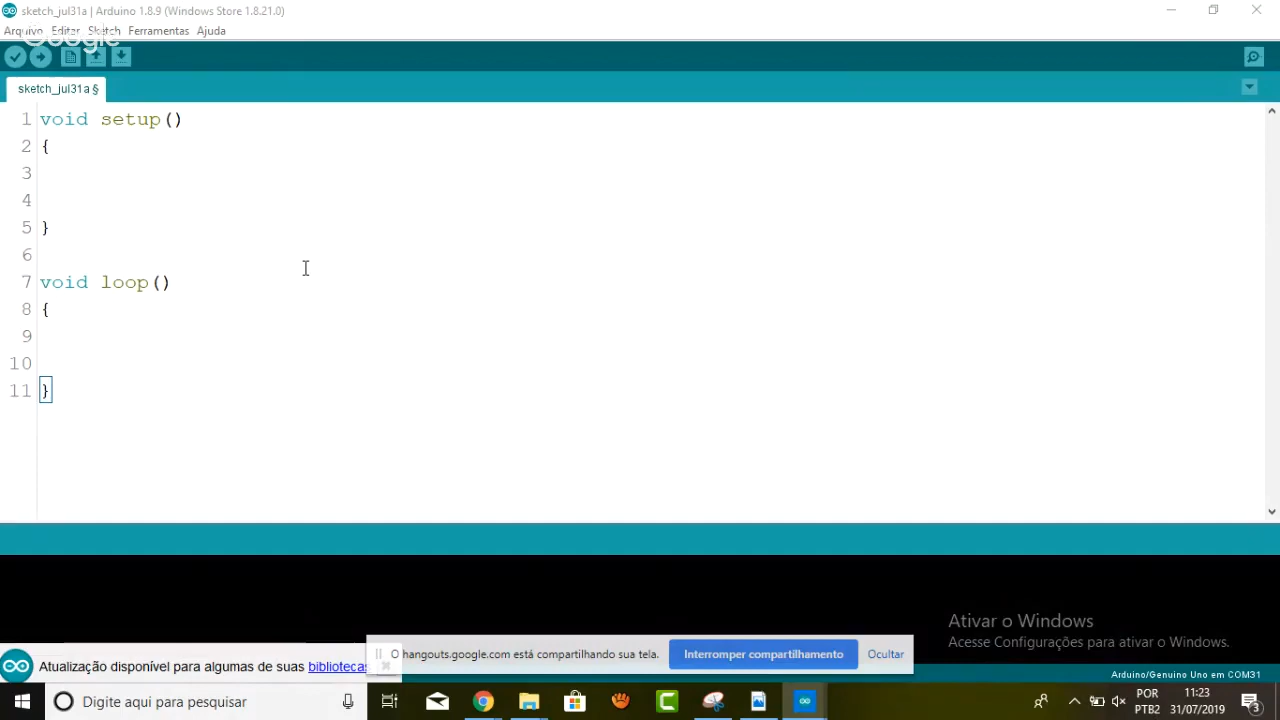 sketch_jul31a | Arduino 1.8.9 (Windows Store 1.8.21.0)
Arquivo Editar Sketch Ferramentas Ajuda
Google
sketch_jul31a §
1 void setup()
2 {
3
4
5 }
6
7 void loop()
8 {
9
10
11 }
Ativar o Windows
Acesse Configurações para ativar o Windows.
O hangouts.google.com está compartilhando sua tela. Interromper compartilhamento Ocultar
Atualização disponível para algumas de suas bibliotecas
Arduino/Genuino Uno em COM31
Digite aqui para pesquisar
POR 11:23
PTB2 31/07/2019 3